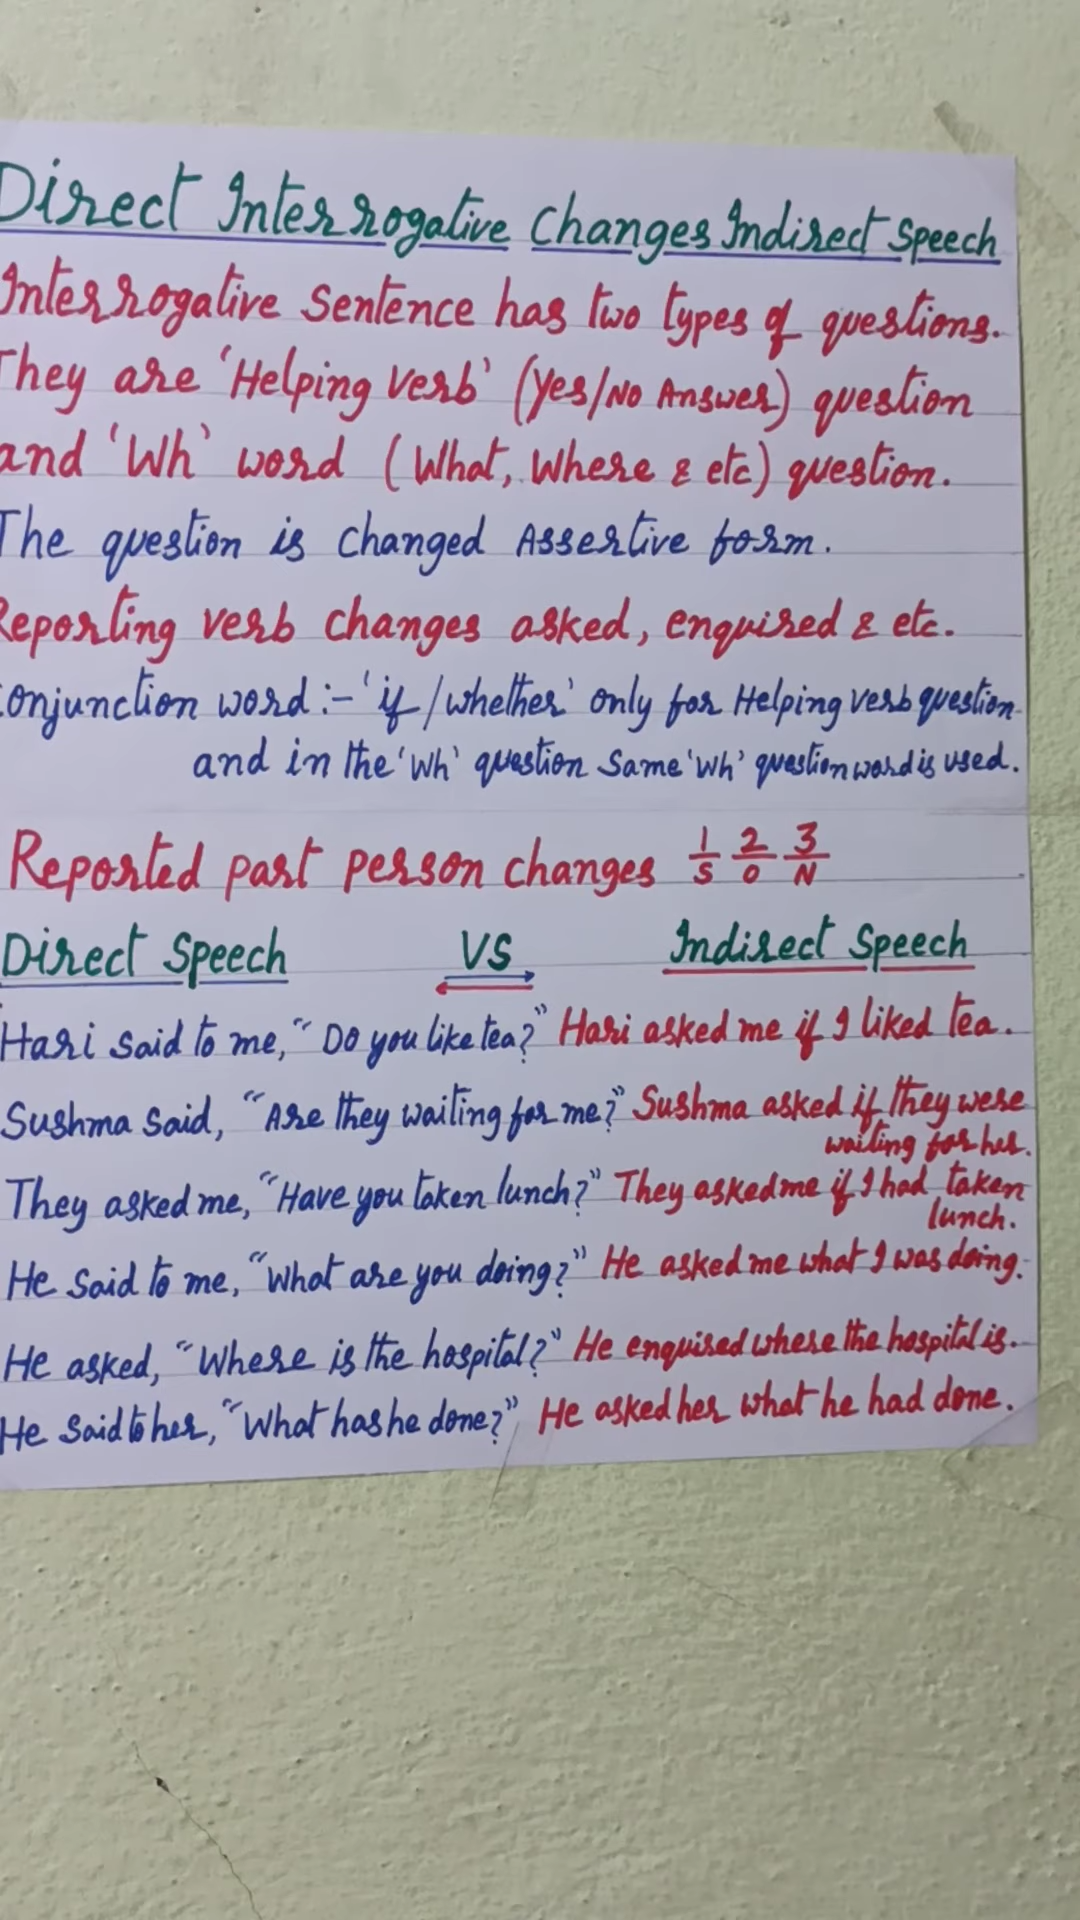 Direct Interrogative Changes Indirect Speech
Interrogative Sentence has two types of questions.
They are 'Helping verb' (Yes/No Answer) question
and 'Wh' word (What, Where & etc) question.
The question is changed Assertive form.
Reporting verb changes asked, enquired & etc.
Conjunction word:- 'if/whether' only for Helping verb question
and in the 'Wh' question Same 'Wh' question word is used.
Reported part person changes 1/S 2/O 3/N
Direct Speech VS Indirect Speech
Hari said to me, "Do you like tea?" Hari asked me if I liked tea.
Sushma said, "Are they waiting for me?" Sushma asked if they were
waiting for her.
They asked me, "Have you taken lunch?" They asked me if I had taken
lunch.
He said to me, "What are you doing?" He asked me what I was doing.
He asked, "Where is the hospital?" He enquired where the hospital is.
He said to her, "What has he done?" He asked her what he had done.